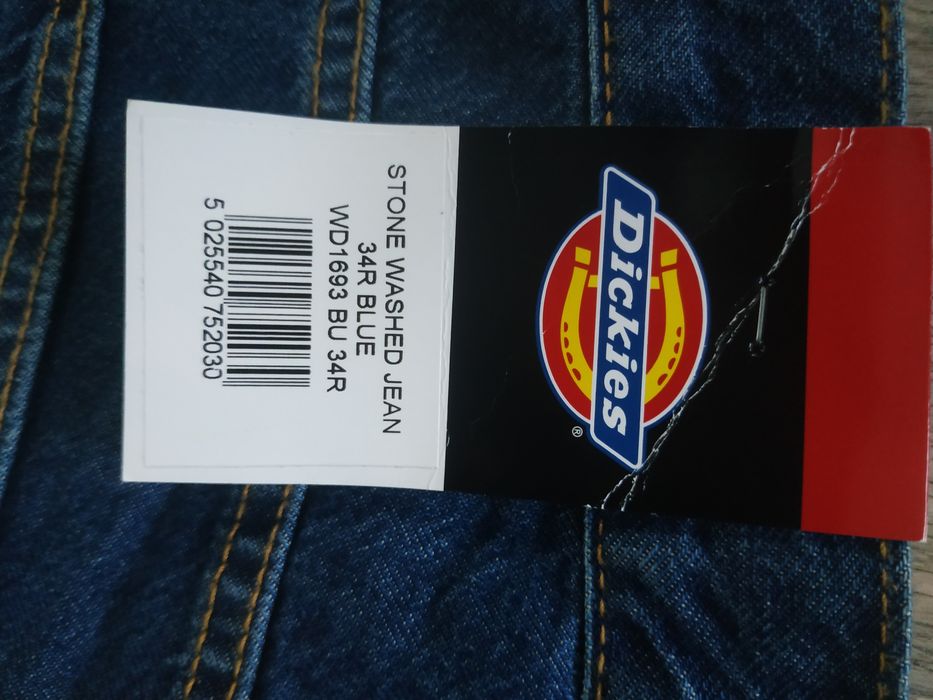 Dickies
®
STONE WASHED JEAN
34R BLUE
WD1693 BU 34R
5 025540 752030